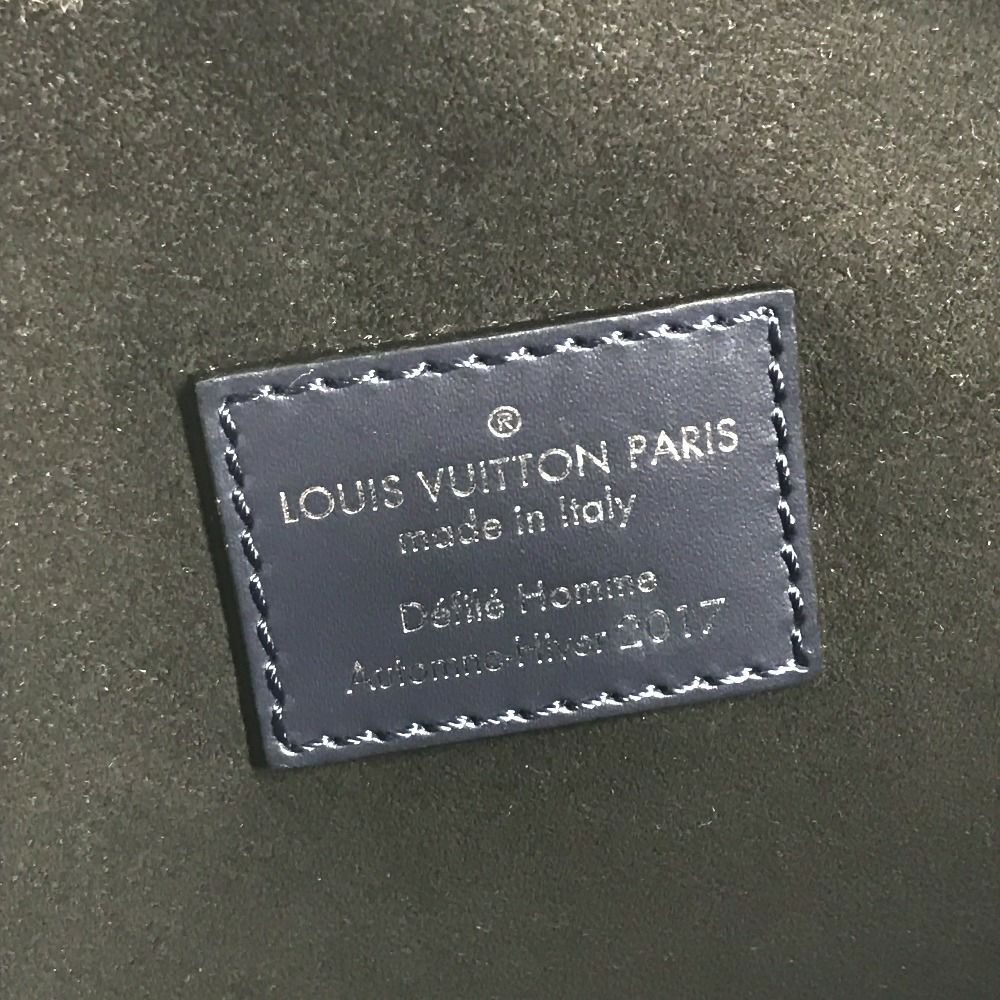 ®
LOUIS VUITTON PARIS
made in Italy
Défilé Homme
Automne-Hiver 2017